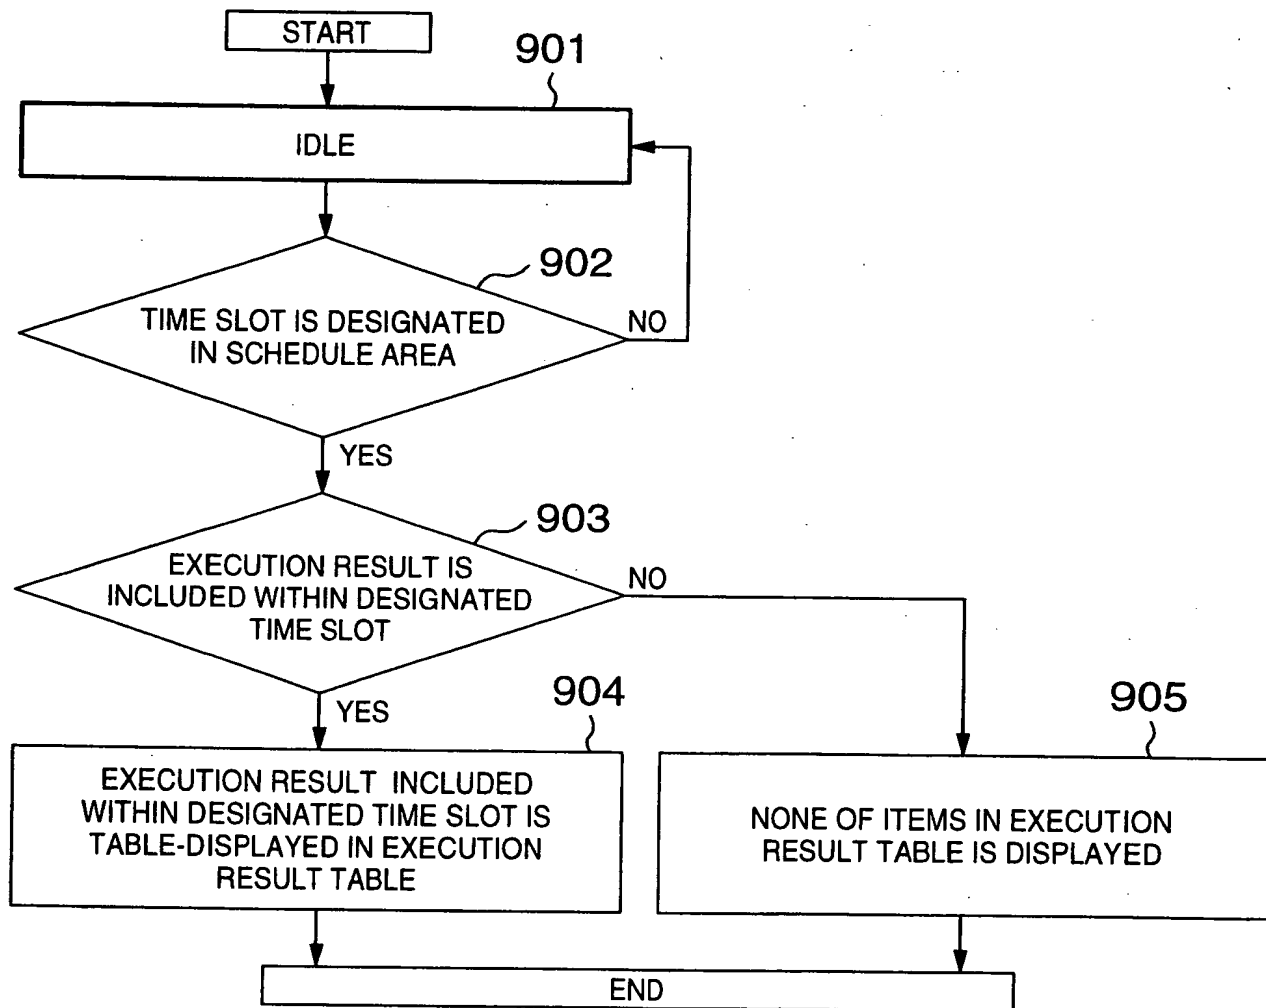 START
901
IDLE
902
TIME SLOT IS DESIGNATED
IN SCHEDULE AREA
NO
YES
903
EXECUTION RESULT IS
INCLUDED WITHIN DESIGNATED
TIME SLOT
NO
YES
904
EXECUTION RESULT INCLUDED
WITHIN DESIGNATED TIME SLOT IS
TABLE-DISPLAYED IN EXECUTION
RESULT TABLE
905
NONE OF ITEMS IN EXECUTION
RESULT TABLE IS DISPLAYED
END